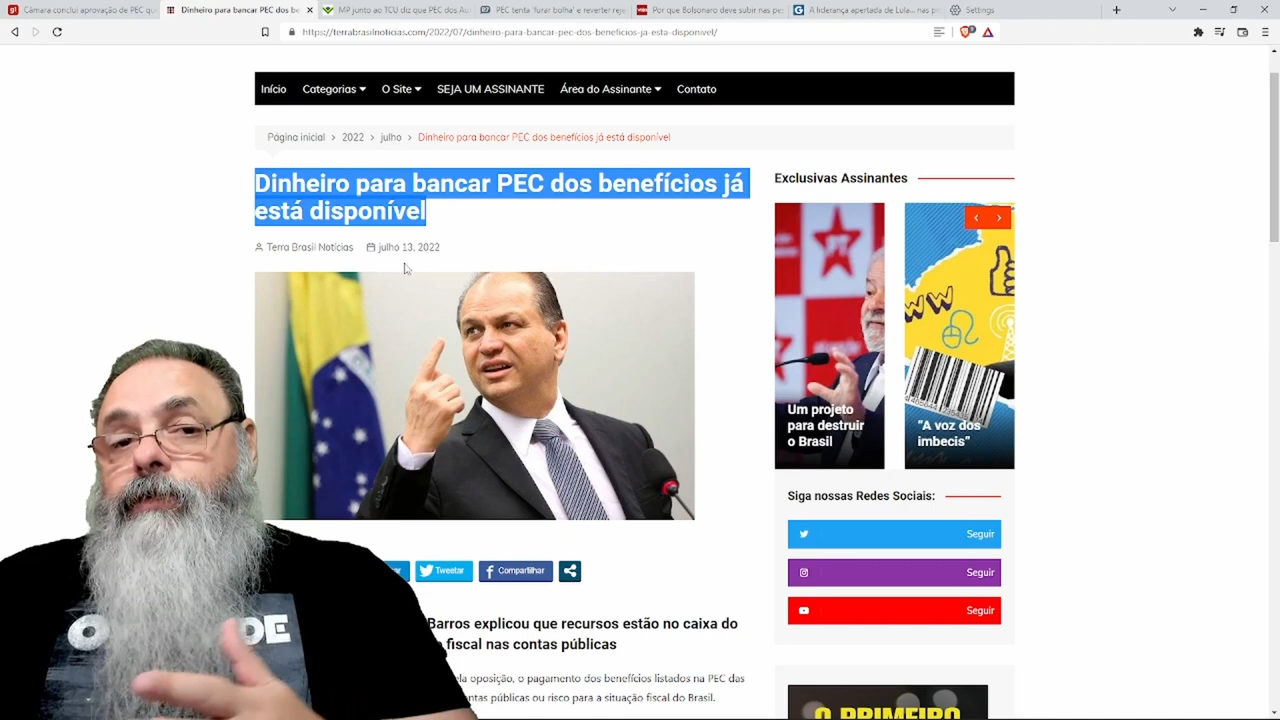 Câmara conclui aprovação de PEC qu
Dinheiro para bancar PEC dos be
MP junto ao TCU diz que PEC dos Au
PEC tenta 'furar bolha' e reverter reje
Por que Bolsonaro deve subir nas pe
A liderança apertada de Lula... nas pr
Settings
https://terrabrasilnoticias.com/2022/07/dinheiro-para-bancar-pec-dos-beneficios-ja-esta-disponivel/
Início
Categorias
O Site
SEJA UM ASSINANTE
Área do Assinante
Contato
Página inicial > 2022 > julho > Dinheiro para bancar PEC dos benefícios já está disponível
Dinheiro para bancar PEC dos benefícios já
está disponível
Terra Brasil Notícias
julho 13, 2022
Tweetar
Compartilhar
Barros explicou que recursos estão no caixa do
fiscal nas contas públicas
ela oposição, o pagamento dos benefícios listados na PEC das
ontas públicas ou risco para a situação fiscal do Brasil.
Exclusivas Assinantes
Um projeto
para destruir
o Brasil
"A voz dos
imbecis"
Siga nossas Redes Sociais:
Seguir
Seguir
Seguir
O PRIMEIRO